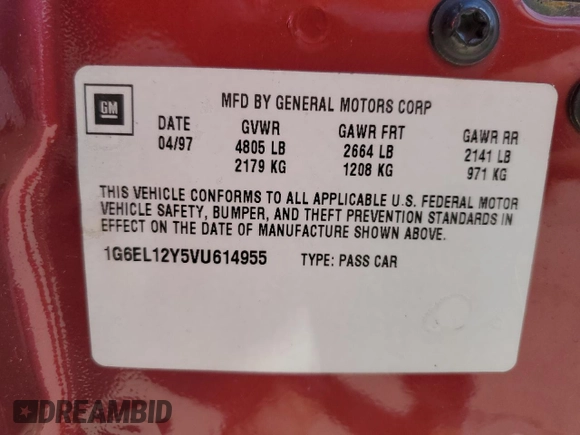 GM
MFD BY GENERAL MOTORS CORP
DATE GVWR GAWR FRT GAWR RR
04/97 4805 LB 2664 LB 2141 LB
2179 KG 1208 KG 971 KG
THIS VEHICLE CONFORMS TO ALL APPLICABLE U.S. FEDERAL MOTOR
VEHICLE SAFETY, BUMPER, AND THEFT PREVENTION STANDARDS IN
EFFECT ON THE DATE OF MANUFACTURE SHOWN ABOVE.
1G6EL12Y5VU614955 TYPE: PASS CAR
DREAMBID